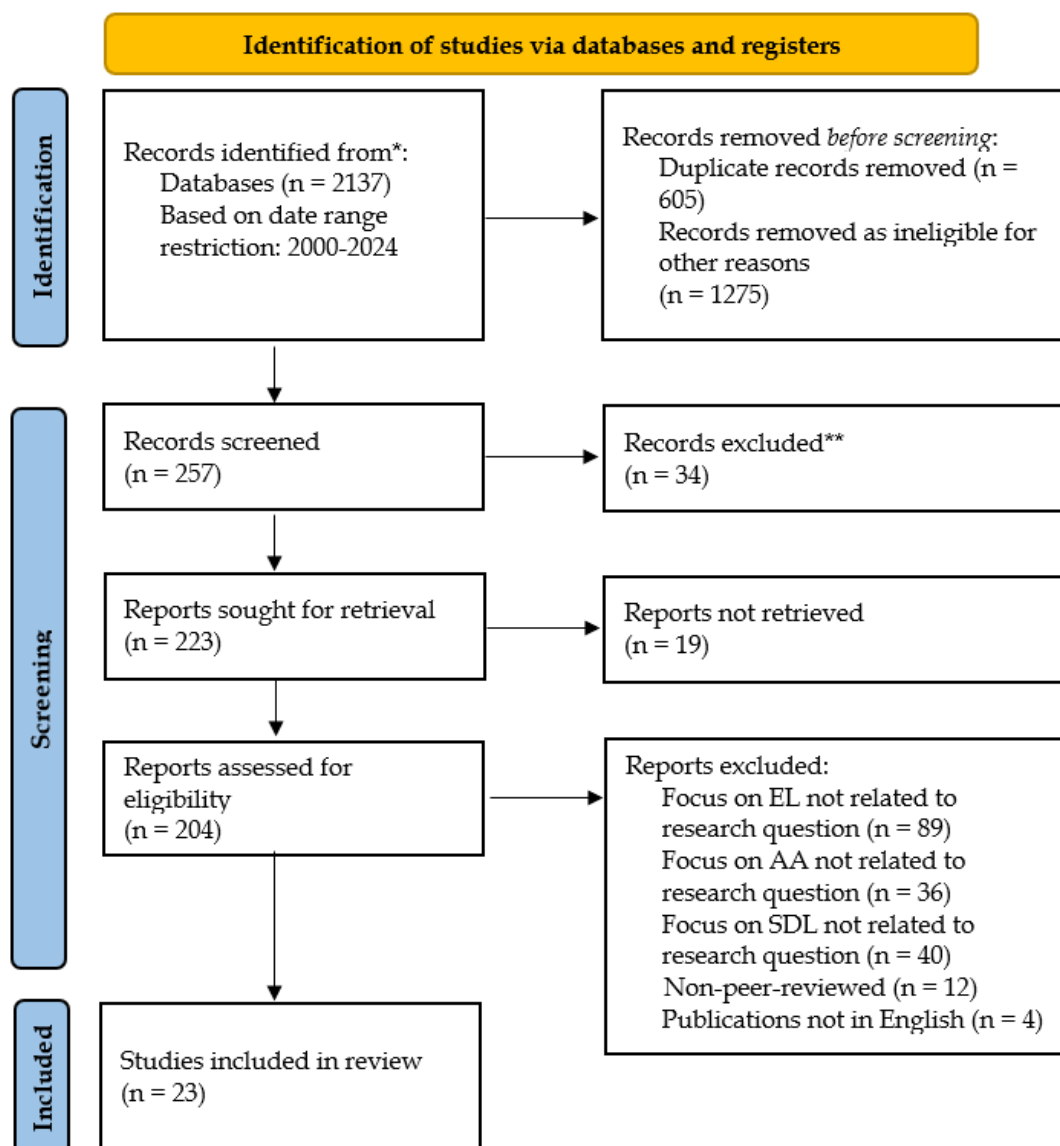 Identification of studies via databases and registers
Identification
Records identified from*:
Databases (n = 2137)
Based on date range
restriction: 2000-2024
Records removed before screening:
Duplicate records removed (n =
605)
Records removed as ineligible for
other reasons
(n = 1275)
Screening
Records screened
(n = 257)
Records excluded**
(n = 34)
Reports sought for retrieval
(n = 223)
Reports not retrieved
(n = 19)
Reports assessed for
eligibility
(n = 204)
Reports excluded:
Focus on EL not related to
research question (n = 89)
Focus on AA not related to
research question (n = 36)
Focus on SDL not related to
research question (n = 40)
Non-peer-reviewed (n = 12)
Publications not in English (n = 4)
Included
Studies included in review
(n = 23)